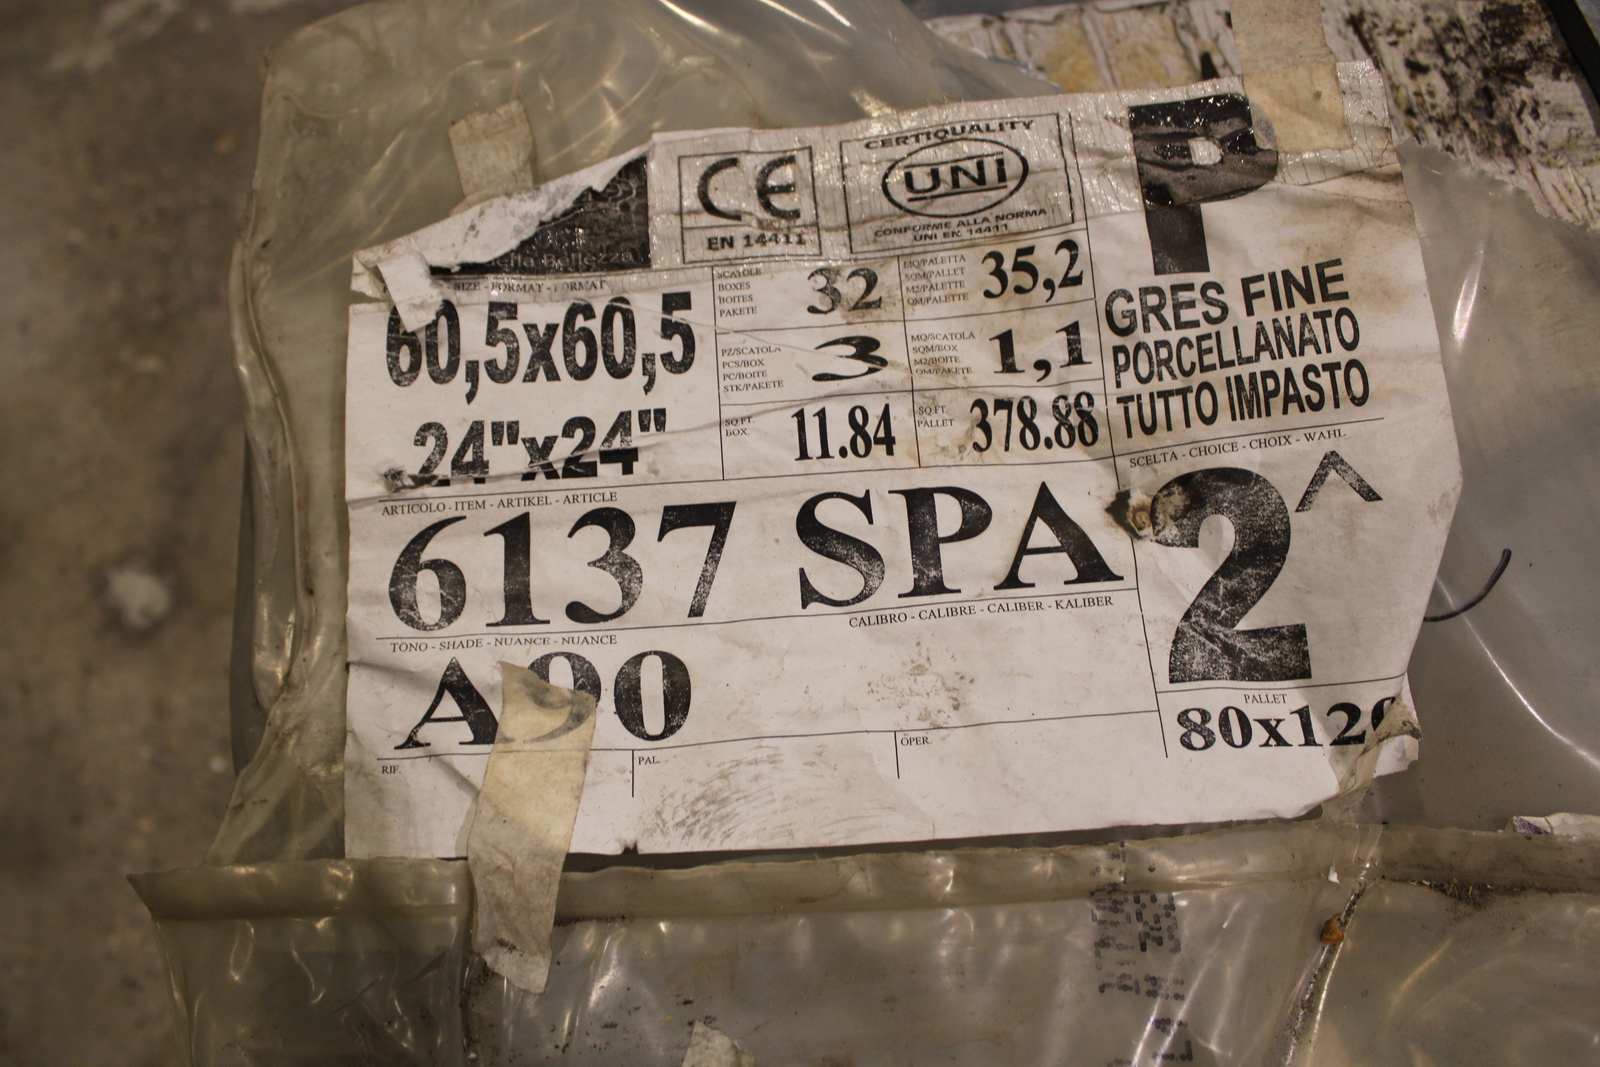 CE
EN 14411
CERTIQUALITY
UNI
CONFORME ALLA NORMA
UNI EN 14411
P
GRES FINE
PORCELLANATO
TUTTO IMPASTO
Bellezza
- SIZE - FORMAT - FORMAT
60,5x60,5
24"x24"
SCATOLE
BOXES
BOITES
PAKETE
32
MQ/PALETTA
SQM/PALLET
M2/PALETTE
QM/PALETTE
35,2
PZ/SCATOLA
PCS/BOX
PC/BOITE
STK/PAKETE
3
MQ/SCATOLA
SQM/BOX
M2/BOITE
QM/PAKETE
1,1
SQ.FT.
BOX.
11.84
SQ.FT.
PALLET
378.88
SCELTA - CHOICE - CHOIX - WAHL
2^
ARTICOLO - ITEM - ARTIKEL - ARTICLE
6137 SPA
TONO - SHADE - NUANCE - NUANCE
A90
CALIBRO - CALIBRE - CALIBER - KALIBER
PALLET
80x120
RIF.
PAL.
OPER.